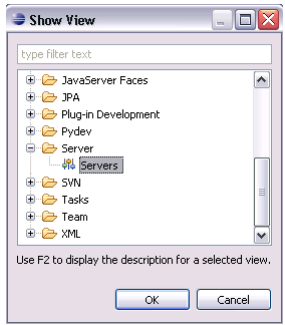 Show View
type filter text
JavaServer Faces
JPA
Plug-in Development
Pydev
Server
Servers
SVN
Tasks
Team
XML
Use F2 to display the description for a selected view.
OK
Cancel